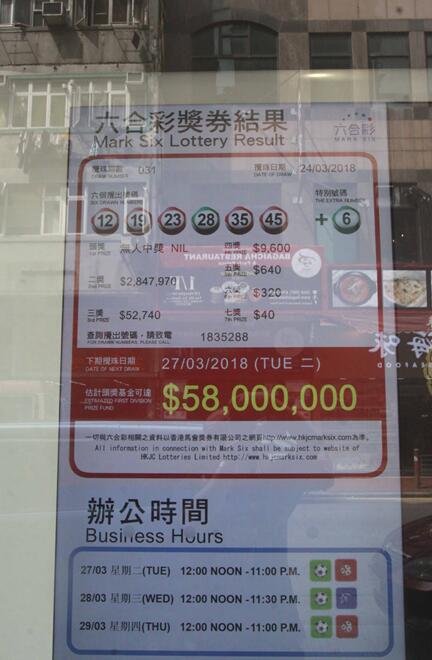 六合彩獎券結果
Mark Six Lottery Result
六合彩
MARK SIX
攪珠期數 031 攪珠日期 24/03/2018
DRAW NUMBER DATE OF DRAW
六個攪出號碼 特別號碼
SIX DRAWN NUMBERS THE EXTRA NUMBER
12 19 23 28 35 45 + 6
頭獎 無人中獎 NIL 四獎 $9,600
1st PRIZE
五獎 $640
二獎 $2,847,970
2nd PRIZE
六獎 $320
三獎 $52,740 七獎 $40
3rd PRIZE 7th PRIZE
查詢攪出號碼，請致電 1835288
FOR DRAWN NUMBERS, PLEASE CALL
下期攪珠日期 27/03/2018 (TUE 二)
DATE OF NEXT DRAW
估計頭獎基金可達 $58,000,000
ESTIMATED FIRST DIVISION
PRIZE FUND
一切與六合彩相關之資料以香港馬會獎券有限公司之網頁http://www.hkjcmarksix.com為準。
All information in connection with Mark Six shall be subject to website of
HKJC Lotteries Limited http://www.hkjcmarksix.com
辦公時間
Business Hours
27/03 星期二(TUE) 12:00 NOON -11:00 P.M.
28/03 星期三(WED) 12:00 NOON -11:30 P.M.
29/03 星期四(THU) 12:00 NOON -11:00 P.M.